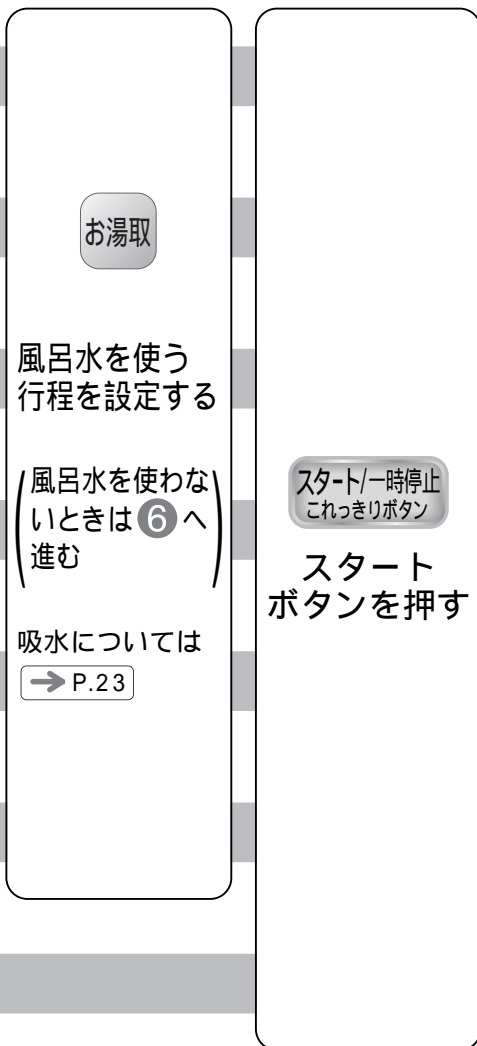 お湯取
風呂水を使う
行程を設定する
(風呂水を使わな
いときは6へ
進む)
吸水については
→ P.23
スタート/一時停止
これっきりボタン
スタート
ボタンを押す